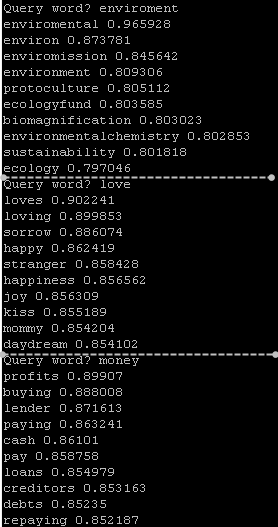 Query word? enviroment
enviromental 0.965928
environ 0.873781
enviromission 0.845642
environment 0.809306
protoculture 0.805112
ecologyfund 0.803585
biomagnification 0.803023
environmentalchemistry 0.802853
sustainability 0.801818
ecology 0.797046
Query word? love
loves 0.902241
loving 0.899853
sorrow 0.886074
happy 0.862419
stranger 0.858428
happiness 0.856562
joy 0.856309
kiss 0.855189
mommy 0.854204
daydream 0.854102
Query word? money
profits 0.89907
buying 0.888008
lender 0.871613
paying 0.863241
cash 0.86101
pay 0.858758
loans 0.854979
creditors 0.853163
debts 0.85235
repaying 0.852187